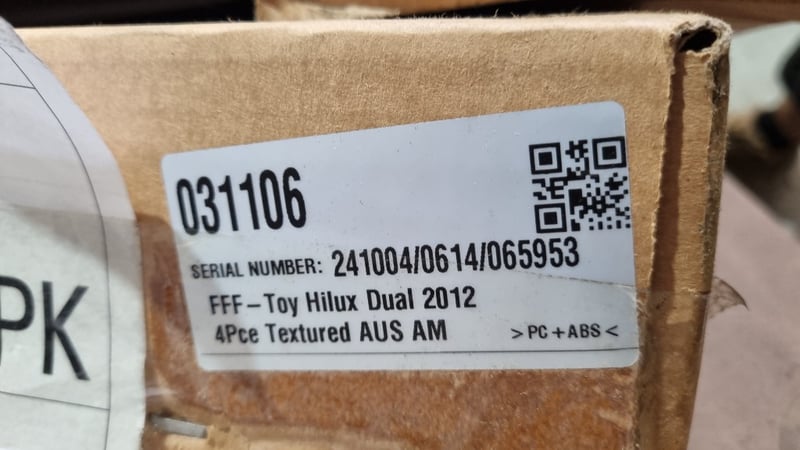 031106
SERIAL NUMBER: 241004/0614/065953
FFF-Toy Hilux Dual 2012
4Pce Textured AUS AM >PC+ABS<
PK